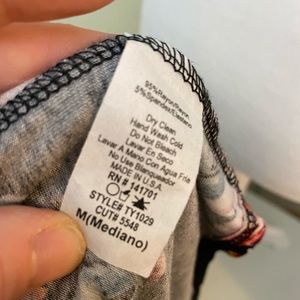 95% Rayon/Rayon
5% Spandex/Elastano
Dry Clean
Hand Wash Cold
Do Not Bleach
Lavar En Seco
Lavar A Mano Con Agua Fria
No Use Blanqueador
MADE IN U.S.A.
RN # 141701
STYLE# TY1029
CUT# 5548
M(Mediano)